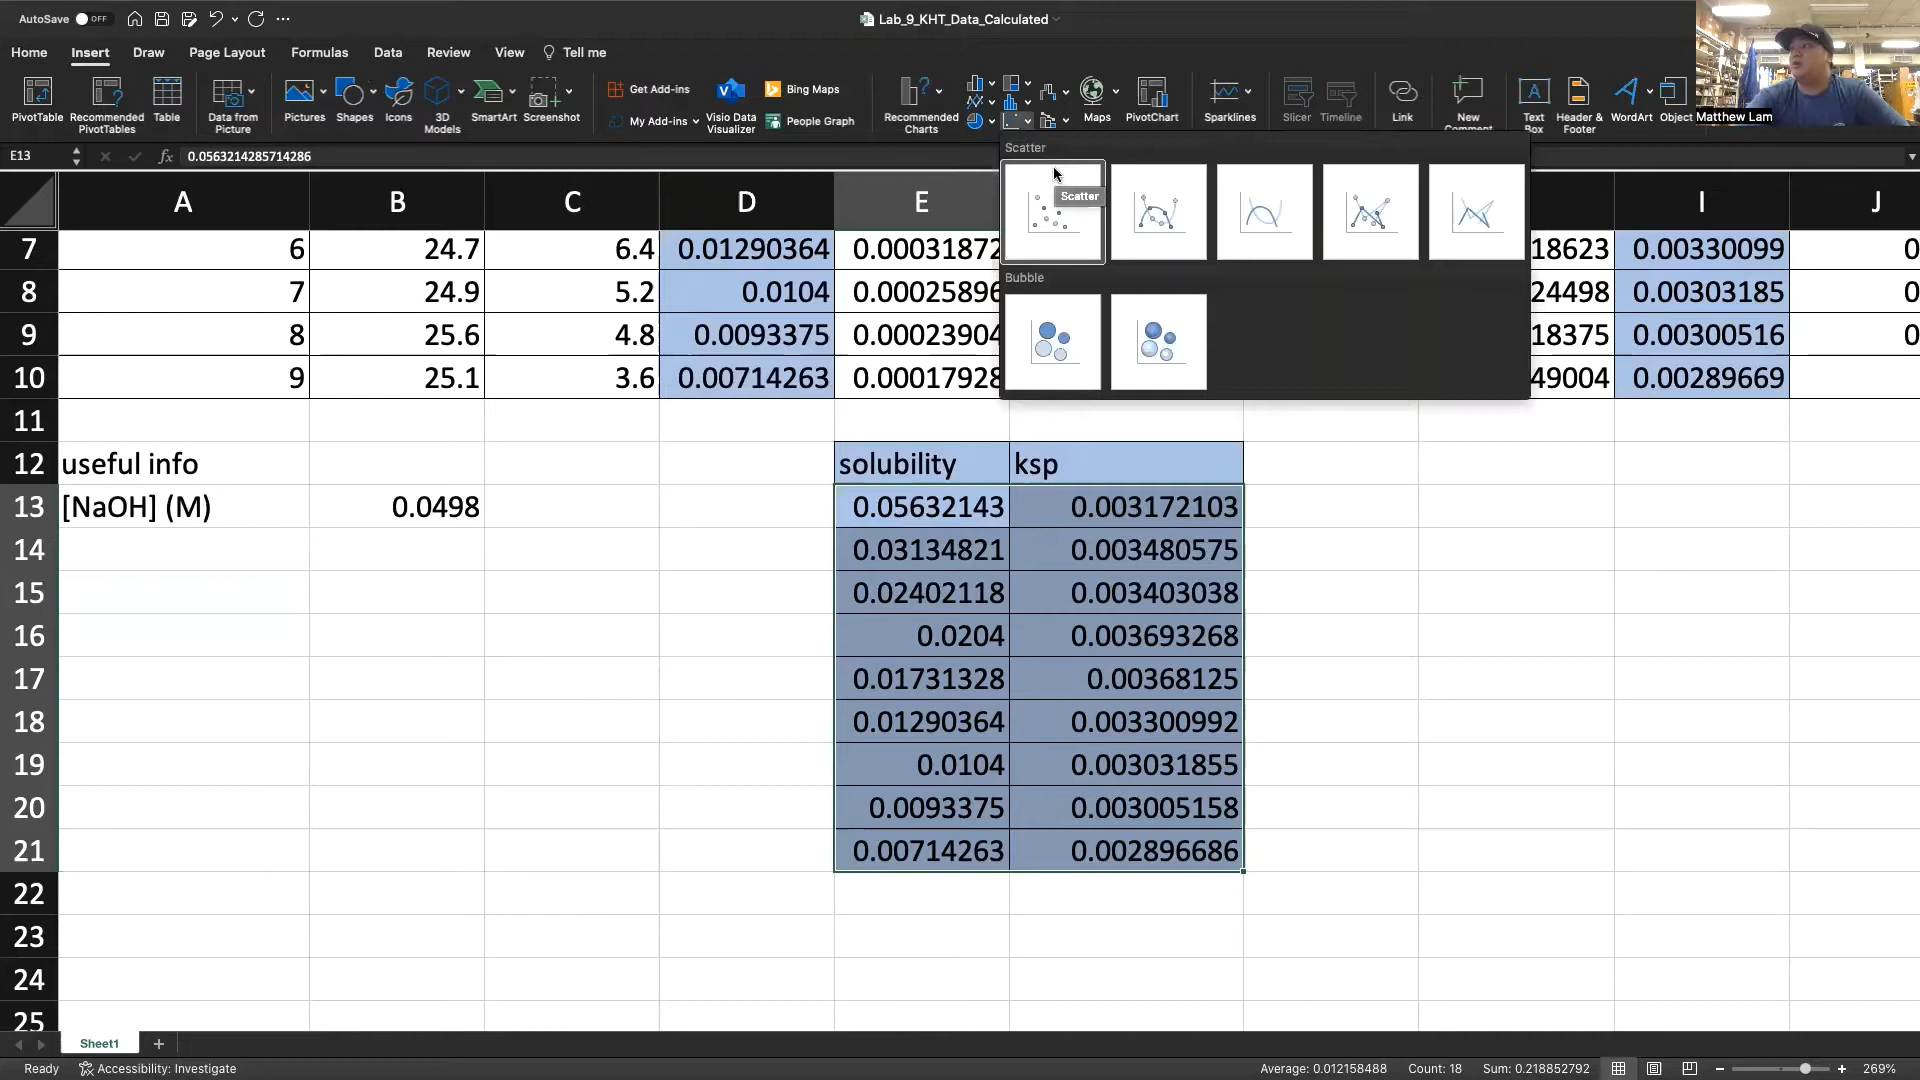 AutoSave OFF
Lab_9_KHT_Data_Calculated
Home Insert Draw Page Layout Formulas Data Review View Tell me
PivotTable
Recommended PivotTables
Table
Data from Picture
Pictures
Shapes
Icons
3D Models
SmartArt
Screenshot
Get Add-ins
My Add-ins
Visio Data Visualizer
Bing Maps
People Graph
Recommended Charts
Maps
PivotChart
Sparklines
Slicer
Timeline
Link
New Comment
Text Box
Header & Footer
WordArt
Object
Matthew Lam
E13 fx 0.0563214285714286
Scatter
Scatter
Bubble
A B C D E I J
7 6 24.7 6.4 0.01290364 0.00031872 18623 0.00330099 0
8 7 24.9 5.2 0.0104 0.00025896 24498 0.00303185 0
9 8 25.6 4.8 0.0093375 0.00023904 18375 0.00300516 0
10 9 25.1 3.6 0.00714263 0.00017928 49004 0.00289669
11
12 useful info solubility ksp
13 [NaOH] (M) 0.0498 0.05632143 0.003172103
14 0.03134821 0.003480575
15 0.02402118 0.003403038
16 0.0204 0.003693268
17 0.01731328 0.00368125
18 0.01290364 0.003300992
19 0.0104 0.003031855
20 0.0093375 0.003005158
21 0.00714263 0.002896686
22
23
24
25
Sheet1
Ready Accessibility: Investigate Average: 0.012158488 Count: 18 Sum: 0.218852792 269%